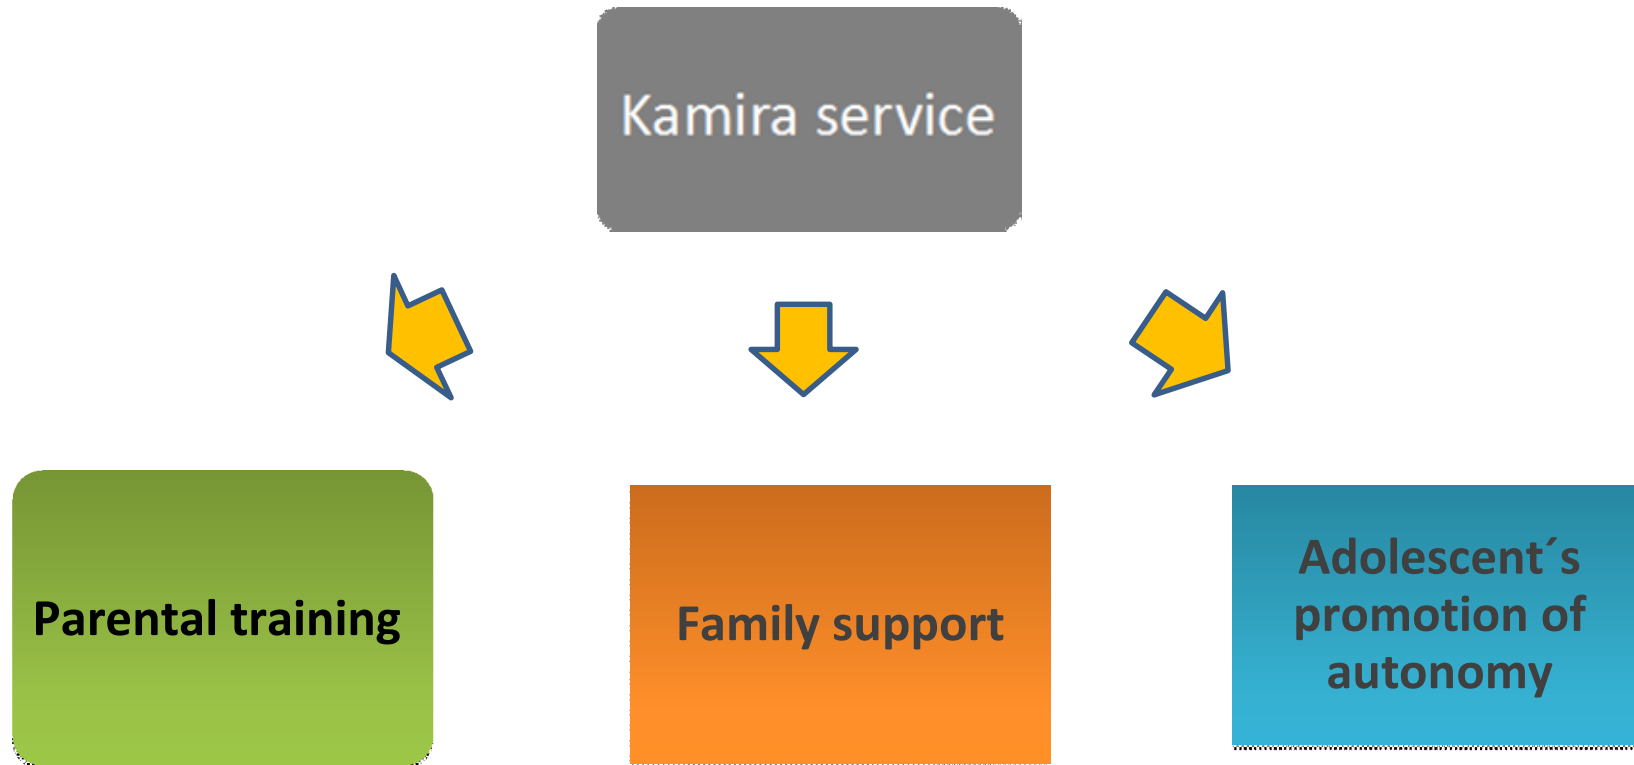 Kamira service
Parental training
Family support
Adolescent´s
promotion of
autonomy